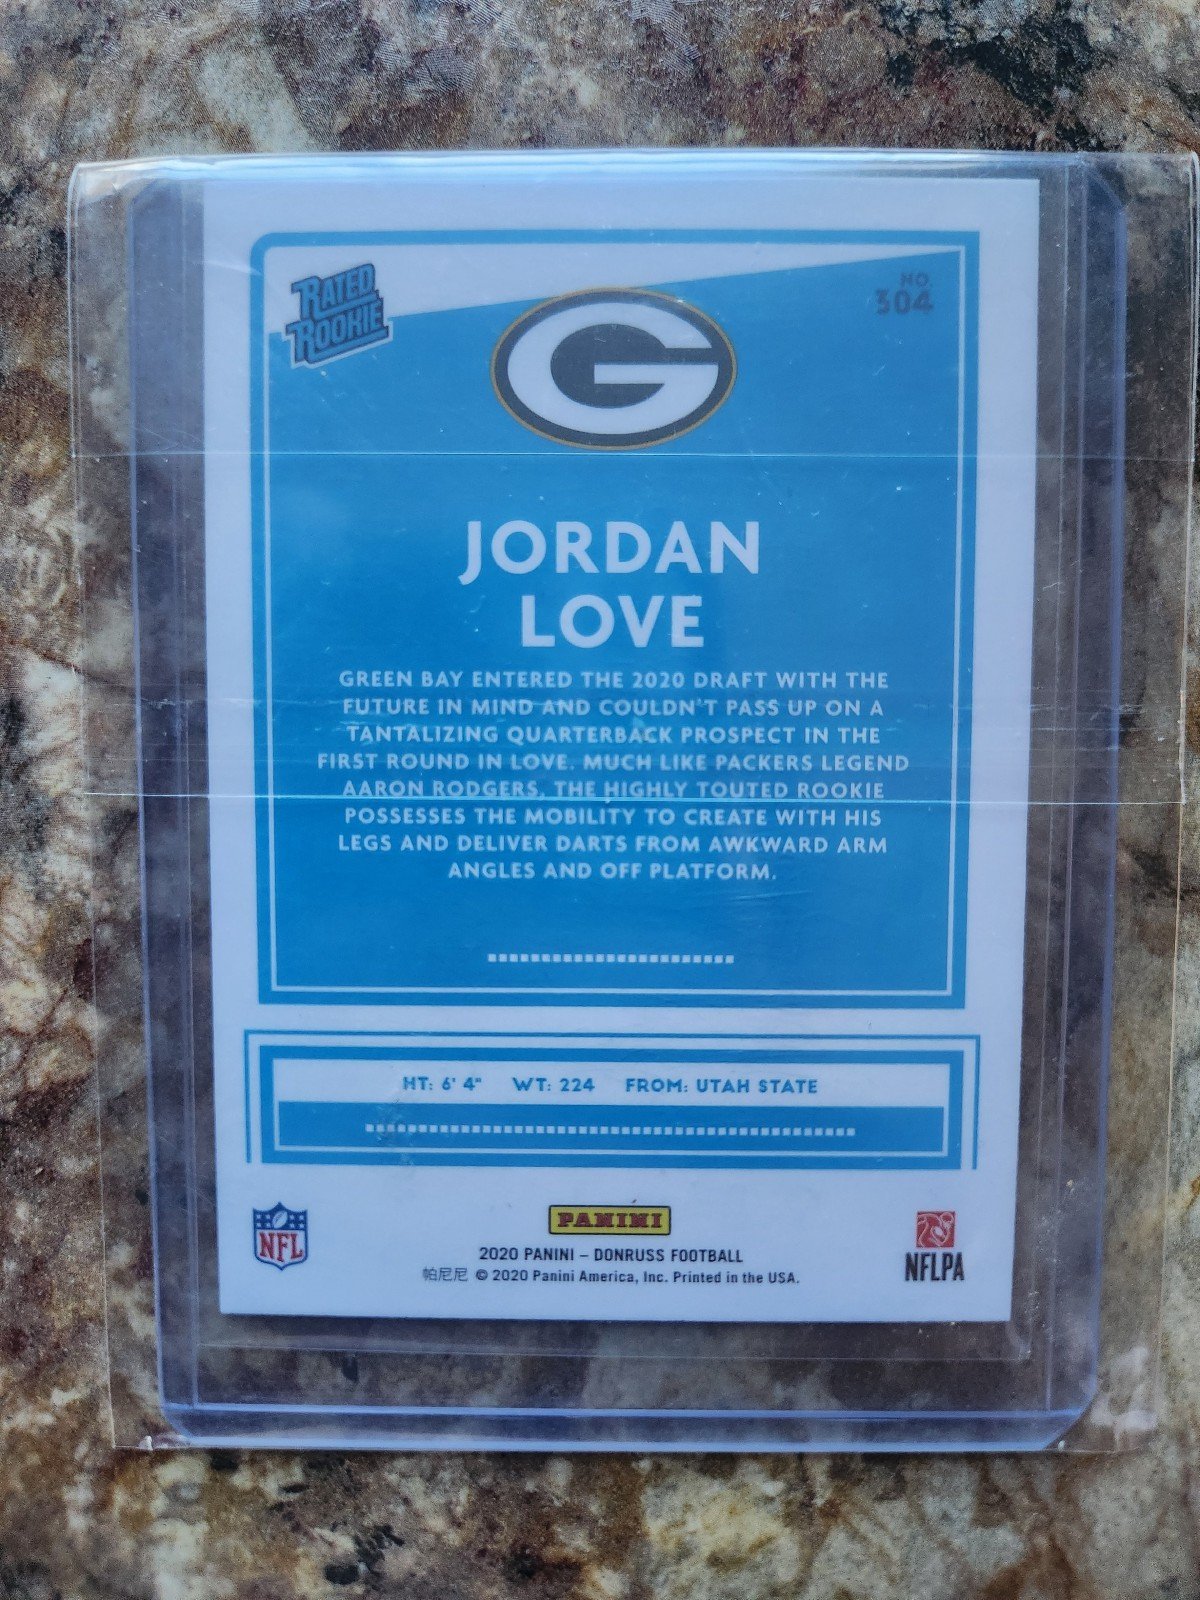 RATED
ROOKIE
NO
304
G
JORDAN
LOVE
GREEN BAY ENTERED THE 2020 DRAFT WITH THE
FUTURE IN MIND AND COULDN'T PASS UP ON A
TANTALIZING QUARTERBACK PROSPECT IN THE
FIRST ROUND IN LOVE. MUCH LIKE PACKERS LEGEND
AARON RODGERS, THE HIGHLY TOUTED ROOKIE
POSSESSES THE MOBILITY TO CREATE WITH HIS
LEGS AND DELIVER DARTS FROM AWKWARD ARM
ANGLES AND OFF PLATFORM.
HT: 6' 4" WT: 224 FROM: UTAH STATE
NFL
PANINI
2020 PANINI – DONRUSS FOOTBALL
帕尼尼 © 2020 Panini America, Inc. Printed in the USA.
NFLPA